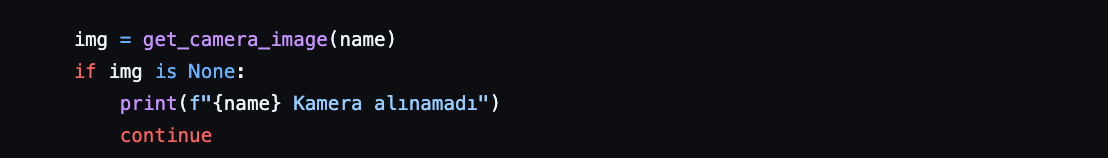 img = get_camera_image(name)
if img is None:
    print(f"{name} Kamera alınamadı")
    continue